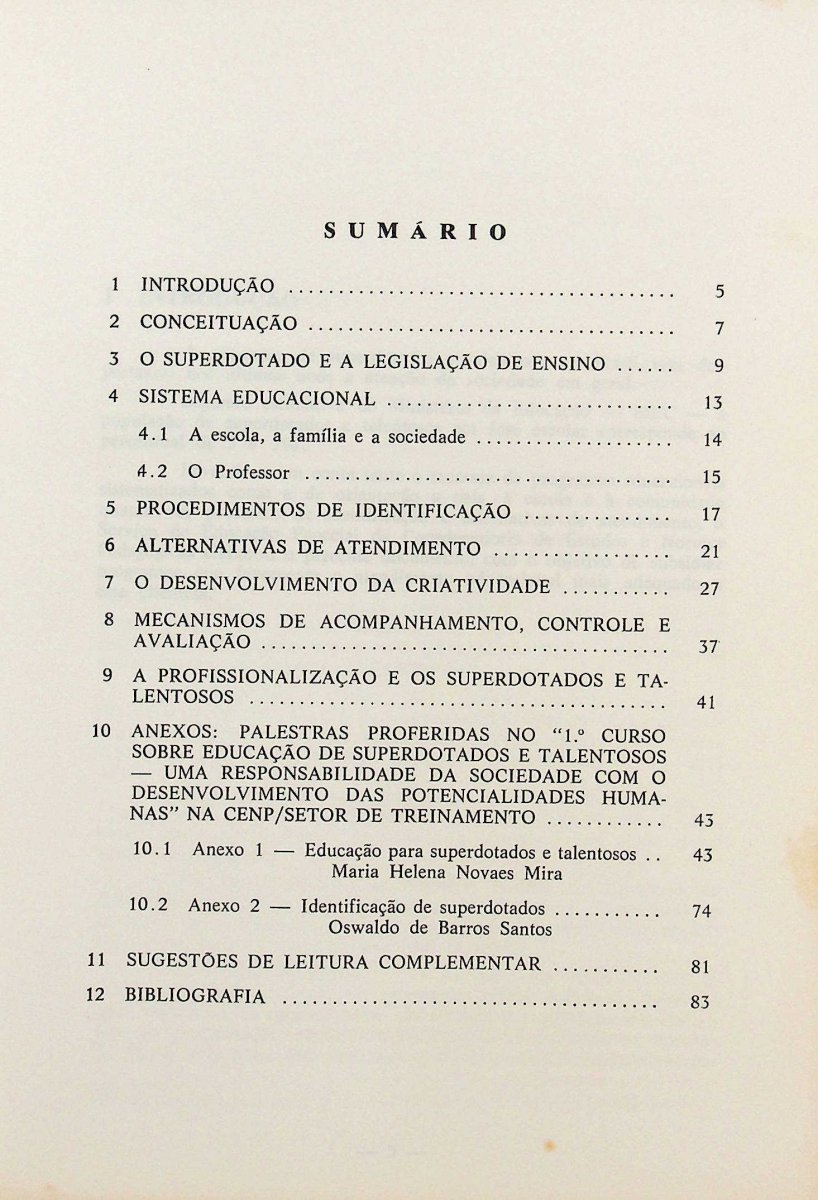 SUMÁRIO
1 INTRODUÇÃO ....................................... 5
2 CONCEITUAÇÃO ..................................... 7
3 O SUPERDOTADO E A LEGISLAÇÃO DE ENSINO ...... 9
4 SISTEMA EDUCACIONAL ............................. 13
4.1 A escola, a família e a sociedade .................... 14
4.2 O Professor ..................................... 15
5 PROCEDIMENTOS DE IDENTIFICAÇÃO ............... 17
6 ALTERNATIVAS DE ATENDIMENTO .................. 21
7 O DESENVOLVIMENTO DA CRIATIVIDADE ........... 27
8 MECANISMOS DE ACOMPANHAMENTO, CONTROLE E
AVALIAÇÃO ......................................... 37
9 A PROFISSIONALIZAÇÃO E OS SUPERDOTADOS E TA-
LENTOSOS .......................................... 41
10 ANEXOS: PALESTRAS PROFERIDAS NO “1.º CURSO
SOBRE EDUCAÇÃO DE SUPERDOTADOS E TALENTOSOS
— UMA RESPONSABILIDADE DA SOCIEDADE COM O
DESENVOLVIMENTO DAS POTENCIALIDADES HUMA-
NAS” NA CENP/SETOR DE TREINAMENTO ............ 43
10.1 Anexo 1 — Educação para superdotados e talentosos .. 43
Maria Helena Novaes Mira
10.2 Anexo 2 — Identificação de superdotados ........... 74
Oswaldo de Barros Santos
11 SUGESTÕES DE LEITURA COMPLEMENTAR ........... 81
12 BIBLIOGRAFIA ...................................... 83